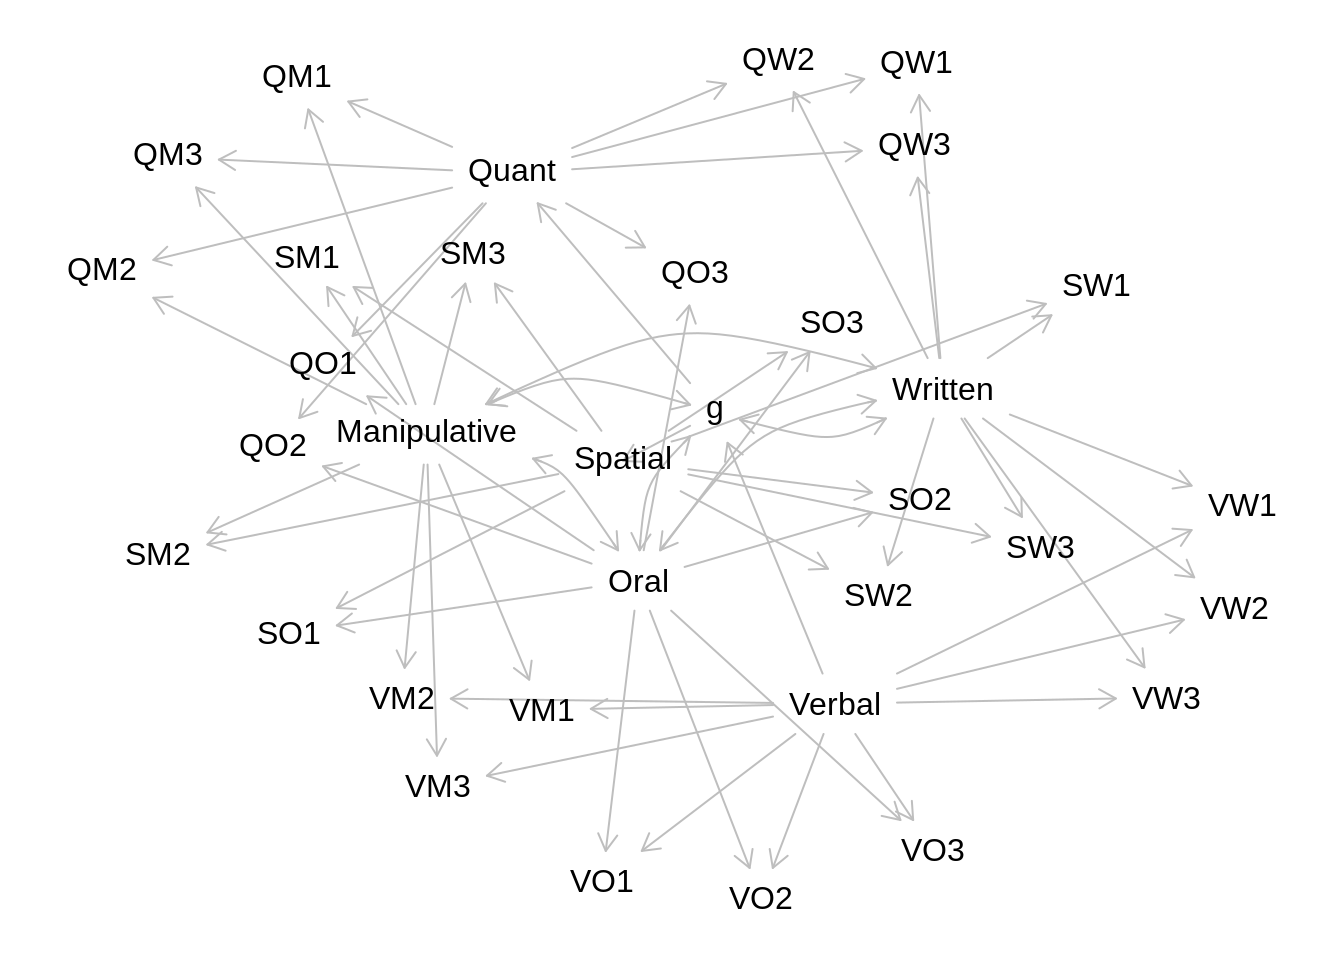 QW2
QW1
QM1
QW3
QM3
Quant
SM3
SM1
QM2
QO3
SW1
SO3
QO1
Written
g
Manipulative
QO2
Spatial
SO2
VW1
SW3
SM2
Oral
SW2
VW2
SO1
VM2
VW3
Verbal
VM1
VM3
VO3
VO1
VO2